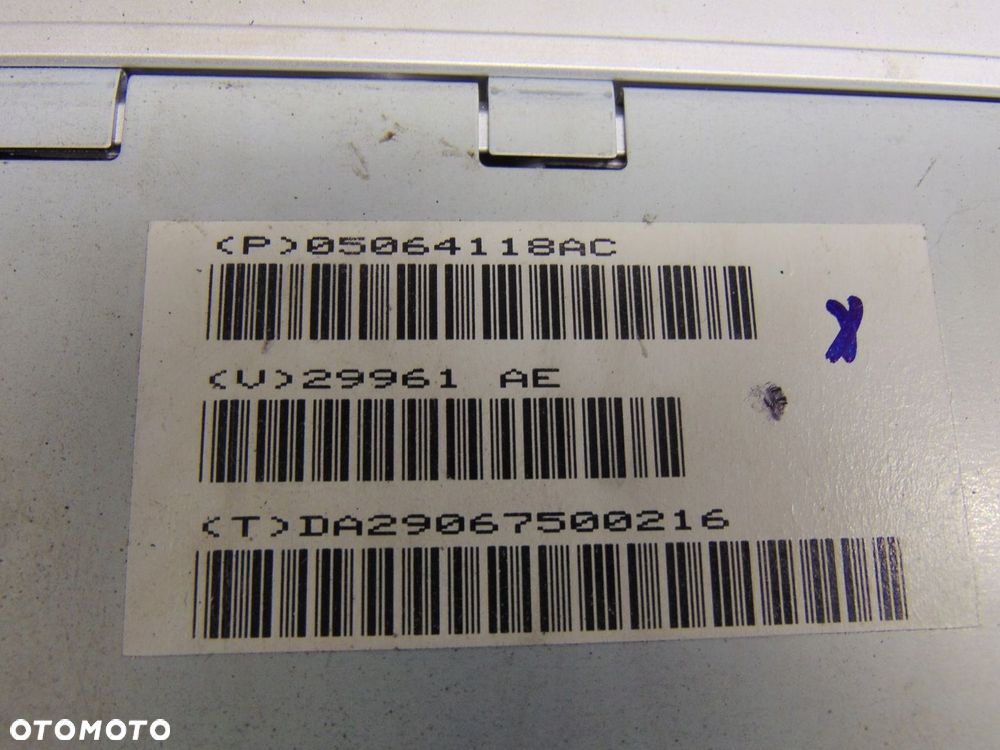 (P)05064118AC
(V)29961 AE
(T)DA29067500216
X
OTOMOTO